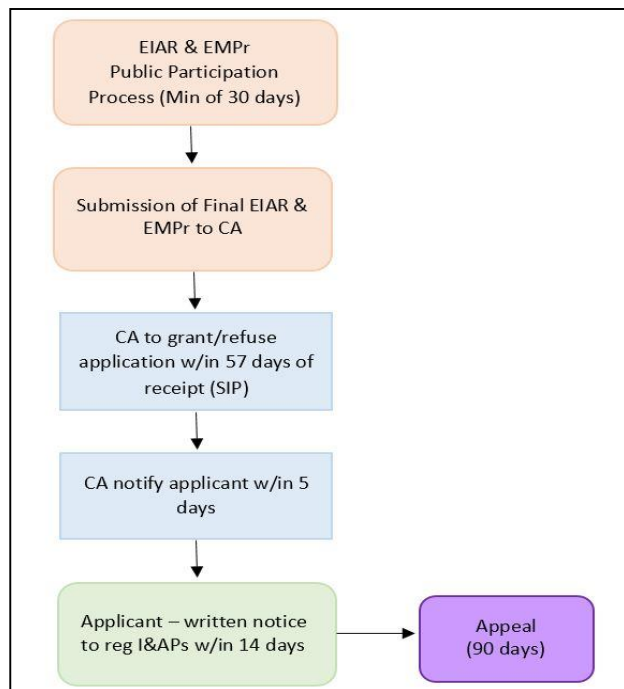 EIAR & EMPr
Public Participation
Process (Min of 30 days)
Submission of Final EIAR &
EMPr to CA
CA to grant/refuse
application w/in 57 days of
receipt (SIP)
CA notify applicant w/in 5
days
Applicant – written notice
to reg I&APs w/in 14 days
Appeal
(90 days)